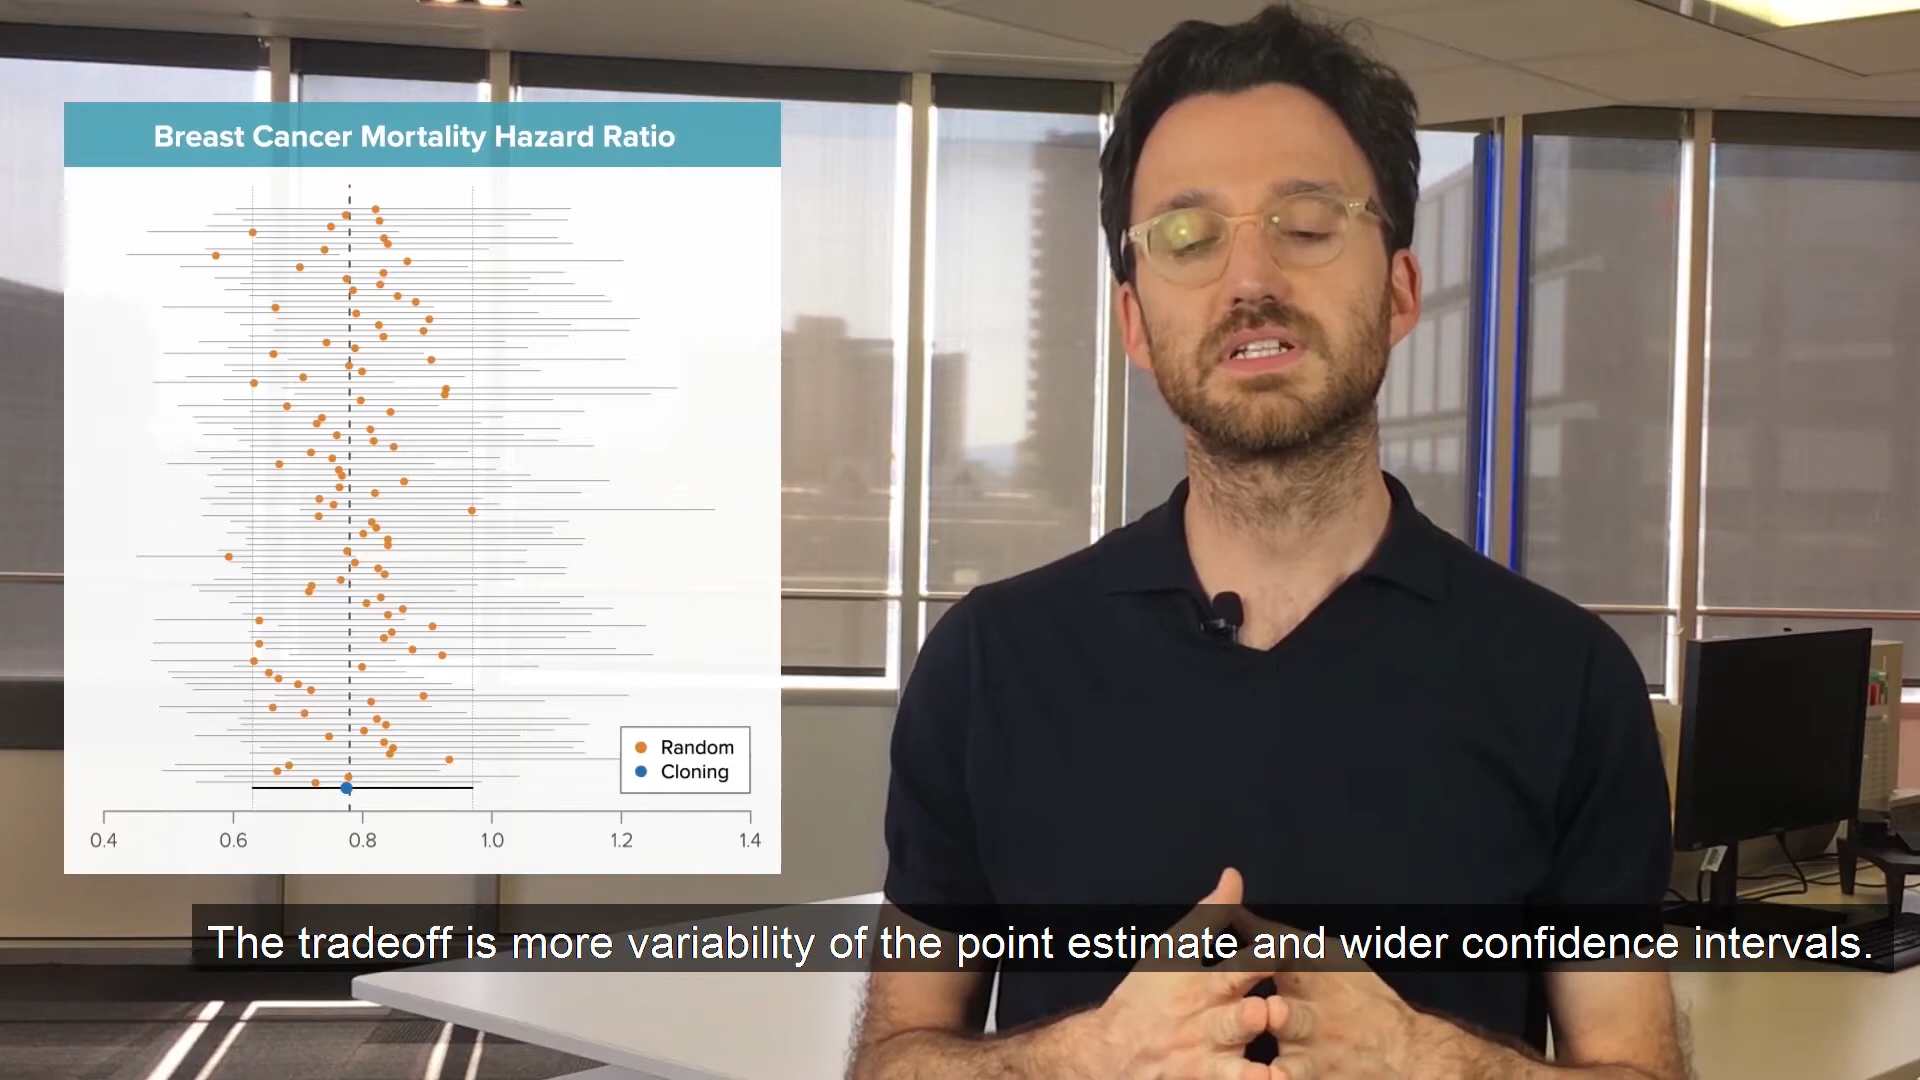 Breast Cancer Mortality Hazard Ratio
Random
Cloning
0.4 0.6 0.8 1.0 1.2 1.4
The tradeoff is more variability of the point estimate and wider confidence intervals.